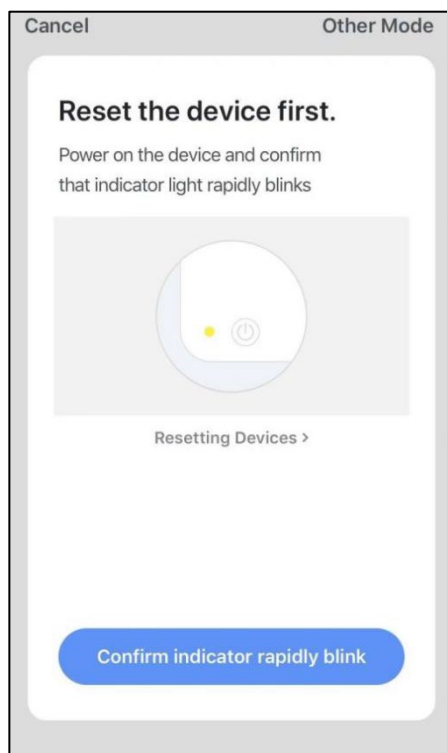 Cancel
Other Mode
Reset the device first.
Power on the device and confirm
that indicator light rapidly blinks
Resetting Devices >
Confirm indicator rapidly blink